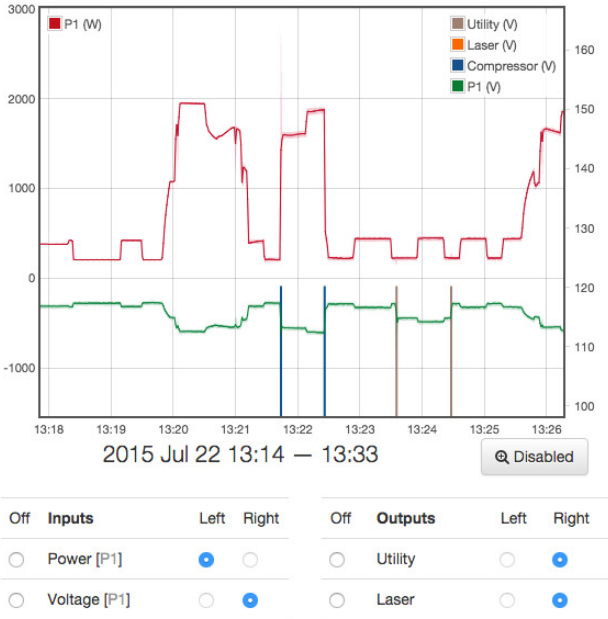 3000
P1 (W)
Utility (V)
Laser (V)
Compressor (V)
P1 (V)
160
2000
150
140
1000
130
0
120
110
-1000
100
13:18 13:19 13:20 13:21 13:22 13:23 13:24 13:25 13:26
2015 Jul 22 13:14 — 13:33
Disabled
Off Inputs Left Right
Power [P1]
Voltage [P1]
Off Outputs Left Right
Utility
Laser